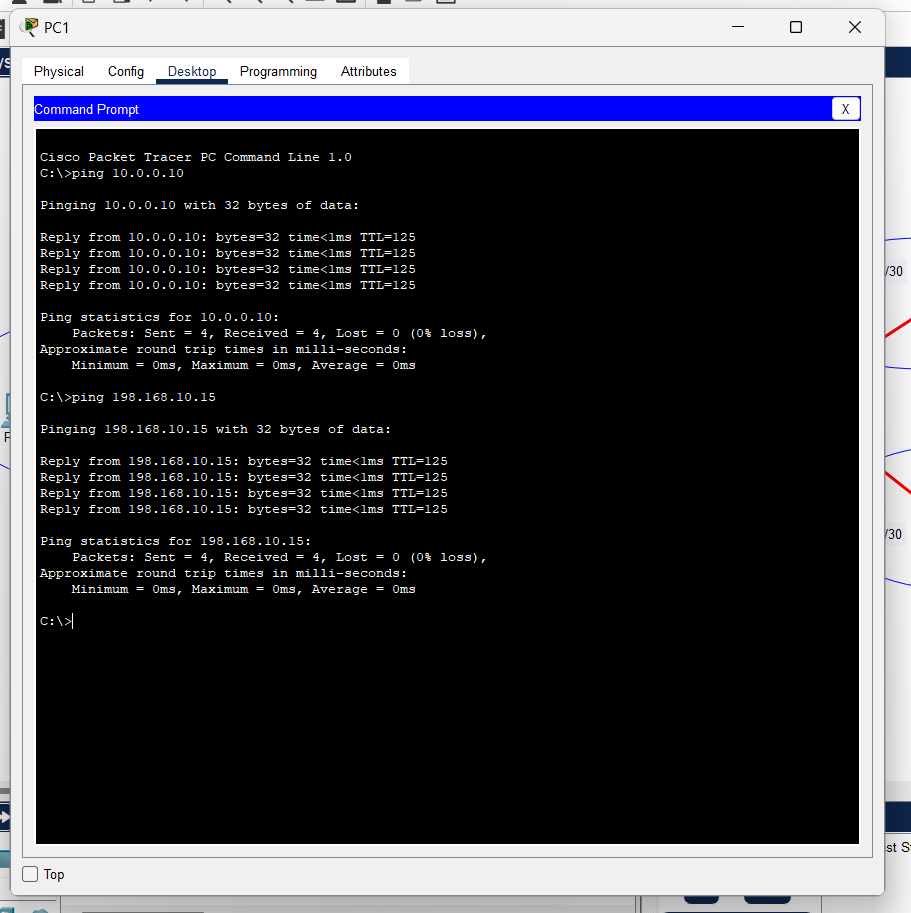 PC1
Physical Config Desktop Programming Attributes
Command Prompt X
Cisco Packet Tracer PC Command Line 1.0
C:\>ping 10.0.0.10
Pinging 10.0.0.10 with 32 bytes of data:
Reply from 10.0.0.10: bytes=32 time<1ms TTL=125
Reply from 10.0.0.10: bytes=32 time<1ms TTL=125
Reply from 10.0.0.10: bytes=32 time<1ms TTL=125
Reply from 10.0.0.10: bytes=32 time<1ms TTL=125
Ping statistics for 10.0.0.10:
Packets: Sent = 4, Received = 4, Lost = 0 (0% loss),
Approximate round trip times in milli-seconds:
Minimum = 0ms, Maximum = 0ms, Average = 0ms
C:\>ping 198.168.10.15
Pinging 198.168.10.15 with 32 bytes of data:
Reply from 198.168.10.15: bytes=32 time<1ms TTL=125
Reply from 198.168.10.15: bytes=32 time<1ms TTL=125
Reply from 198.168.10.15: bytes=32 time<1ms TTL=125
Reply from 198.168.10.15: bytes=32 time<1ms TTL=125
Ping statistics for 198.168.10.15:
Packets: Sent = 4, Received = 4, Lost = 0 (0% loss),
Approximate round trip times in milli-seconds:
Minimum = 0ms, Maximum = 0ms, Average = 0ms
C:\>
Top
/30
/30